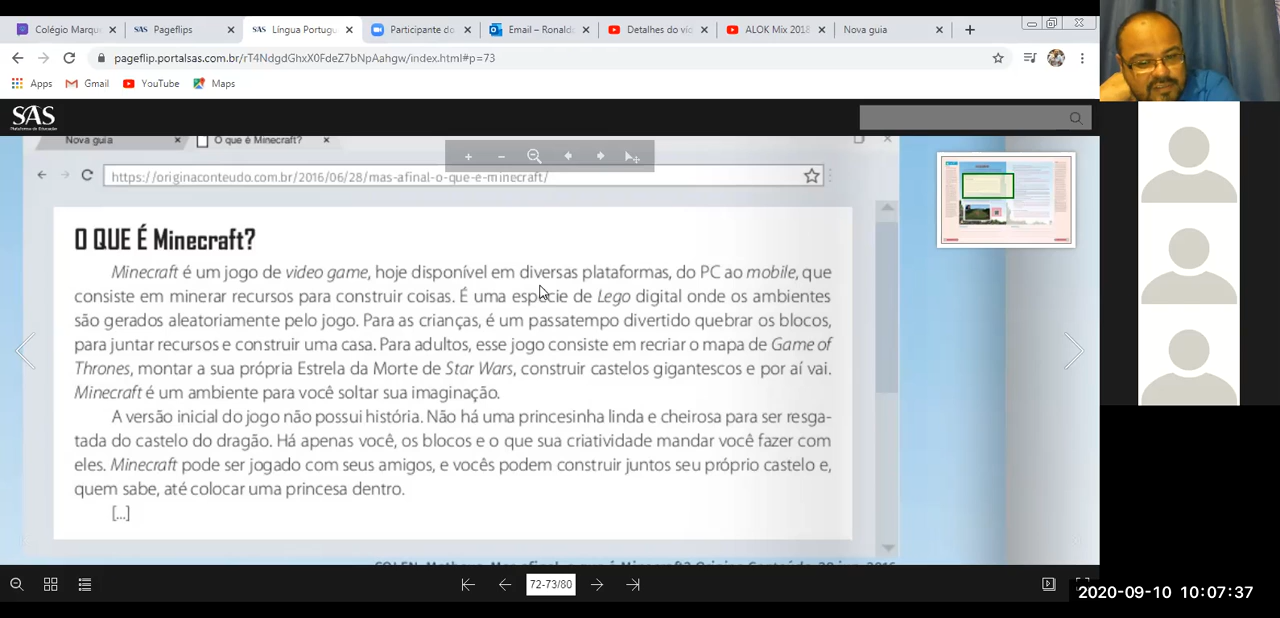 Colégio Marqu
Pageflips
SAS Língua Portugu
Participante do
Email – Ronald
Detalhes do víd
ALOK Mix 2018
Nova guia
pageflip.portalsas.com.br/rT4NdgdGhxX0FdeZ7bNpAahgw/index.html#p=73
Apps Gmail YouTube Maps
SAS
Plataforma de Educação
Nova guia O que é Minecraft?
https://originaconteudo.com.br/2016/06/28/mas-afinal-o-que-e-minecraft/
O QUE É Minecraft?
Minecraft é um jogo de video game, hoje disponível em diversas plataformas, do PC ao mobile, que
consiste em minerar recursos para construir coisas. É uma espécie de Lego digital onde os ambientes
são gerados aleatoriamente pelo jogo. Para as crianças, é um passatempo divertido quebrar os blocos,
para juntar recursos e construir uma casa. Para adultos, esse jogo consiste em recriar o mapa de Game of
Thrones, montar a sua própria Estrela da Morte de Star Wars, construir castelos gigantescos e por aí vai.
Minecraft é um ambiente para você soltar sua imaginação.
A versão inicial do jogo não possui história. Não há uma princesinha linda e cheirosa para ser resga-
tada do castelo do dragão. Há apenas você, os blocos e o que sua criatividade mandar você fazer com
eles. Minecraft pode ser jogado com seus amigos, e vocês podem construir juntos seu próprio castelo e,
quem sabe, até colocar uma princesa dentro.
[...]
72-73/80
2020-09-10 10:07:37